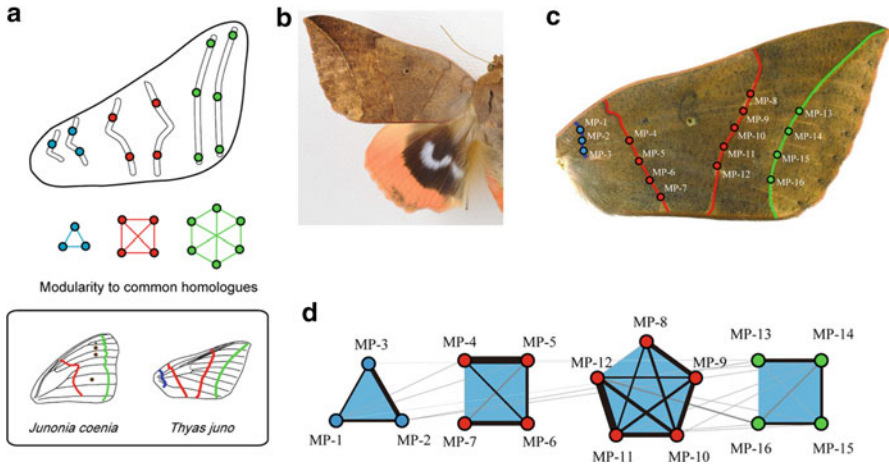 a
Modularity to common homologues
Junonia coenia
Thyas juno
b
c
MP-1
MP-2
MP-3
MP-4
MP-5
MP-6
MP-7
MP-8
MP-9
MP-10
MP-11
MP-12
MP-13
MP-14
MP-15
MP-16
d
MP-3
MP-1
MP-2
MP-4
MP-5
MP-7
MP-6
MP-8
MP-12
MP-9
MP-11
MP-10
MP-13
MP-14
MP-16
MP-15